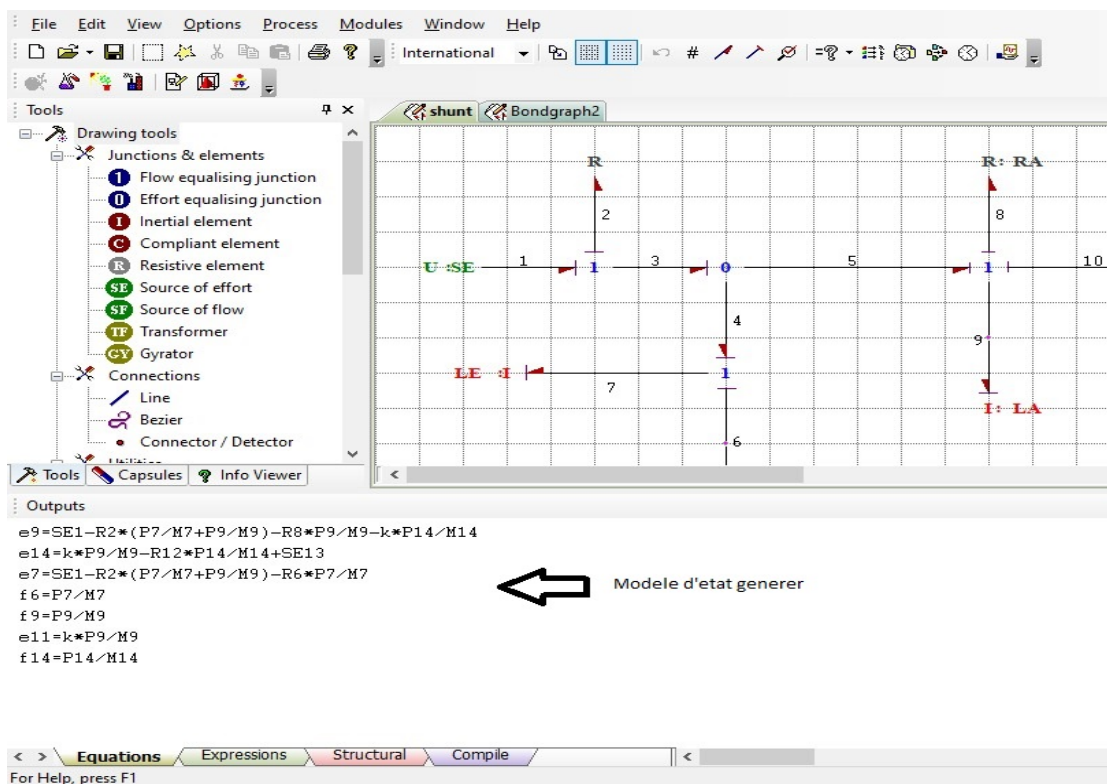 File Edit View Options Process Modules Window Help
International
Tools
shunt Bondgraph2
Drawing tools
Junctions & elements
1 Flow equalising junction
0 Effort equalising junction
I Inertial element
C Compliant element
R Resistive element
SE Source of effort
SF Source of flow
TF Transformer
GY Gyrator
Connections
Line
Bezier
Connector / Detector
Tools Capsules Info Viewer
R
R: RA
2
8
U :SE 1 1 3 0 5 1 10
4
9
LE :I 7 1
I: LA
6
Outputs
e9=SE1-R2*(P7/M7+P9/M9)-R8*P9/M9-k*P14/M14
e14=k*P9/M9-R12*P14/M14+SE13
e7=SE1-R2*(P7/M7+P9/M9)-R6*P7/M7
f6=P7/M7
f9=P9/M9
e11=k*P9/M9
f14=P14/M14
Modele d'etat generer
Equations Expressions Structural Compile
For Help, press F1